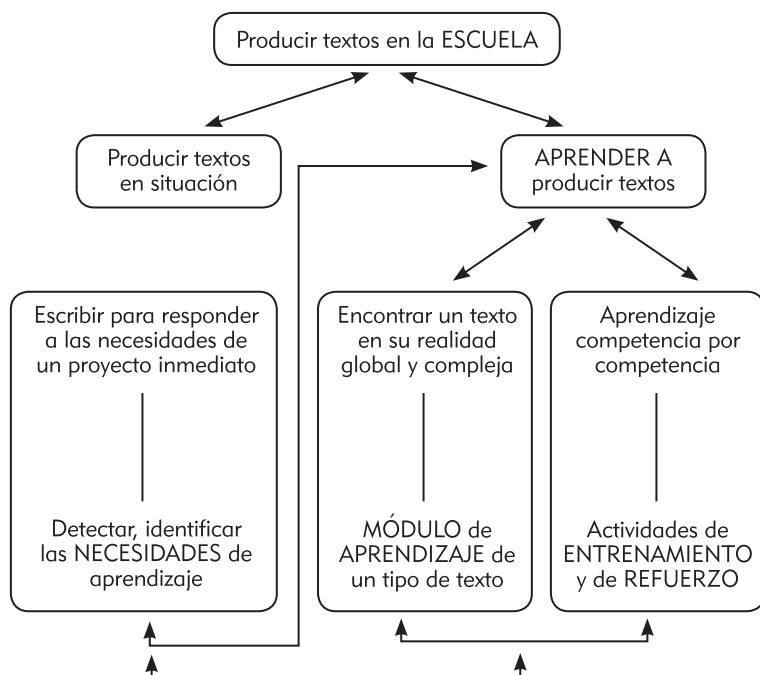 Producir textos en la ESCUELA
Producir textos
en situación
APRENDER A
producir textos
Escribir para responder
a las necesidades de
un proyecto inmediato
Detectar, identificar
las NECESIDADES de
aprendizaje
Encontrar un texto
en su realidad
global y compleja
MÓDULO de
APRENDIZAJE de
un tipo de texto
Aprendizaje
competencia por
competencia
Actividades de
ENTRENAMIENTO
y de REFUERZO